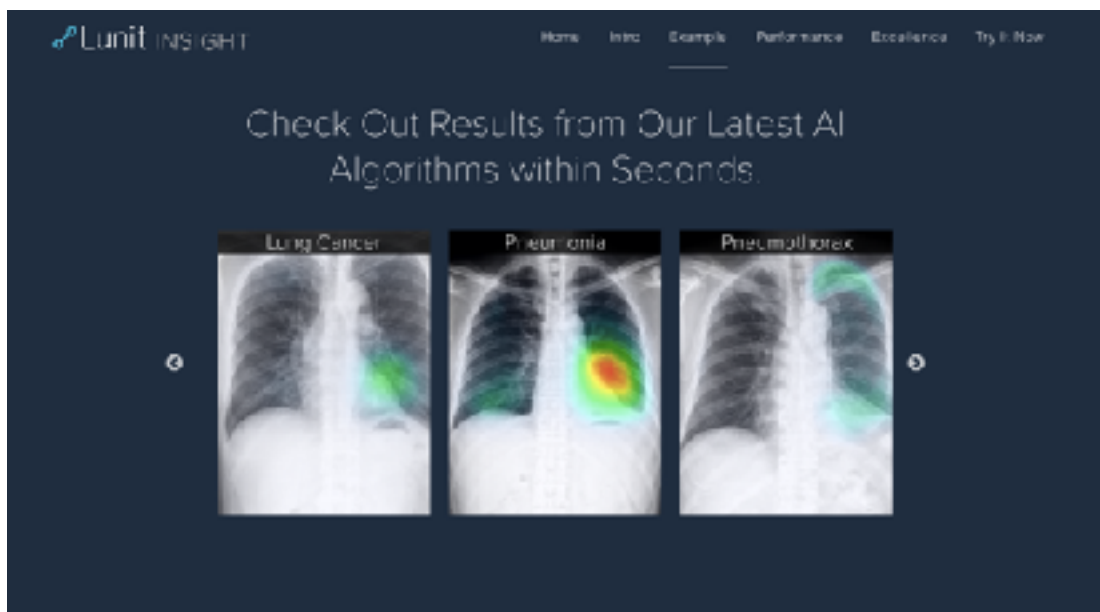 Lunit INSIGHT
Home Intro Example Performance Excellence Try It Now
Check Out Results from Our Latest AI
Algorithms within Seconds.
Lung Cancer Pneumonia Pneumothorax